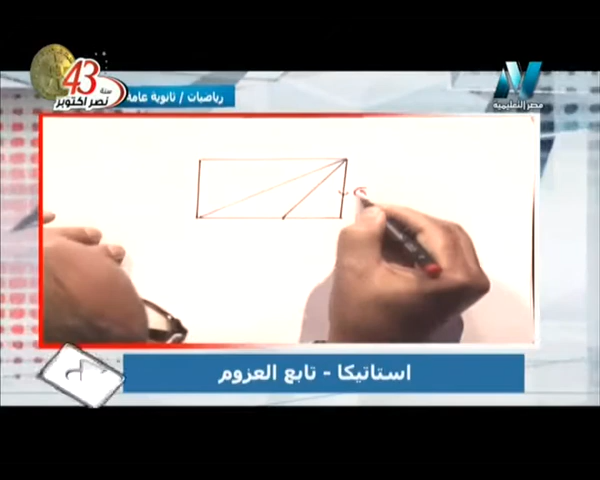 43
سنة
نصر اكتوبر
رياضيات / ثانوية عامة
مصر التعليمية
استاتيكا - تابع العزوم